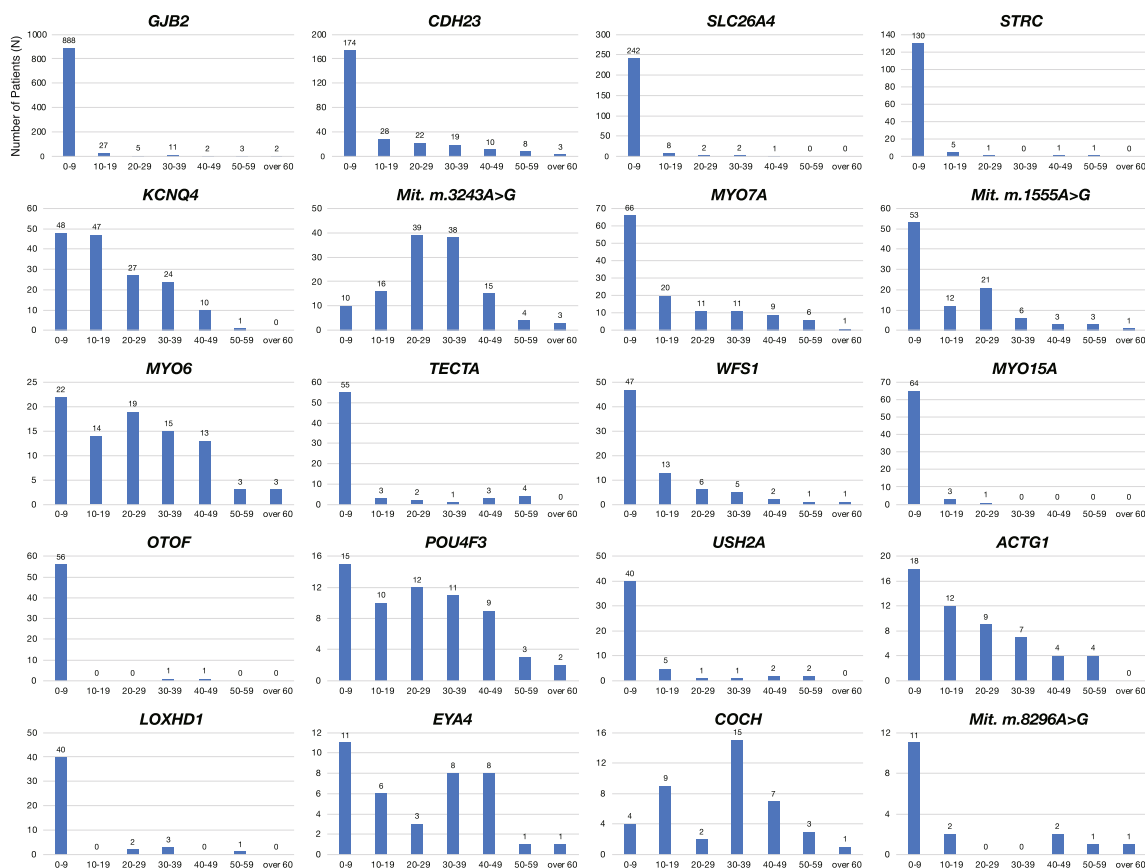 GJB2
Number of Patients (N)
1000
800
600
400
200
0
888 27 5 11 2 3 2
0-9 10-19 20-29 30-39 40-49 50-59 over 60
CDH23
200
160
120
80
40
0
174 28 22 19 10 8 3
0-9 10-19 20-29 30-39 40-49 50-59 over 60
SLC26A4
300
250
200
150
100
50
0
242 8 2 2 1 0 0
0-9 10-19 20-29 30-39 40-49 50-59 over 60
STRC
140
120
100
80
60
40
20
0
130 5 1 0 1 1 0
0-9 10-19 20-29 30-39 40-49 50-59 over 60
KCNQ4
60
50
40
30
20
10
0
48 47 27 24 10 1 0
0-9 10-19 20-29 30-39 40-49 50-59 over 60
Mit. m.3243A>G
50
40
30
20
10
0
10 16 39 38 15 4 3
0-9 10-19 20-29 30-39 40-49 50-59 over 60
MYO7A
70
60
50
40
30
20
10
0
66 20 11 11 9 6 1
0-9 10-19 20-29 30-39 40-49 50-59 over 60
Mit. m.1555A>G
60
50
40
30
20
10
0
53 12 21 6 3 3 1
0-9 10-19 20-29 30-39 40-49 50-59 over 60
MYO6
25
20
15
10
5
0
22 14 19 15 13 3 3
0-9 10-19 20-29 30-39 40-49 50-59 over 60
TECTA
60
50
40
30
20
10
0
55 3 2 1 3 4 0
0-9 10-19 20-29 30-39 40-49 50-59 over 60
WFS1
50
40
30
20
10
0
47 13 6 5 2 1 1
0-9 10-19 20-29 30-39 40-49 50-59 over 60
MYO15A
70
60
50
40
30
20
10
0
64 3 1 0 0 0 0
0-9 10-19 20-29 30-39 40-49 50-59 over 60
OTOF
60
50
40
30
20
10
0
56 0 0 1 1 0 0
0-9 10-19 20-29 30-39 40-49 50-59 over 60
POU4F3
16
12
8
4
0
15 10 12 11 9 3 2
0-9 10-19 20-29 30-39 40-49 50-59 over 60
USH2A
50
40
30
20
10
0
40 5 1 1 2 2 0
0-9 10-19 20-29 30-39 40-49 50-59 over 60
ACTG1
20
16
12
8
4
0
18 12 9 7 4 4 0
0-9 10-19 20-29 30-39 40-49 50-59 over 60
LOXHD1
50
40
30
20
10
0
40 0 2 3 0 1 0
0-9 10-19 20-29 30-39 40-49 50-59 over 60
EYA4
12
10
8
6
4
2
0
11 6 3 8 8 1 1
0-9 10-19 20-29 30-39 40-49 50-59 over 60
COCH
16
12
8
4
0
4 9 2 15 7 3 1
0-9 10-19 20-29 30-39 40-49 50-59 over 60
Mit. m.8296A>G
12
10
8
6
4
2
0
11 2 0 0 2 1 1
0-9 10-19 20-29 30-39 40-49 50-59 over 60